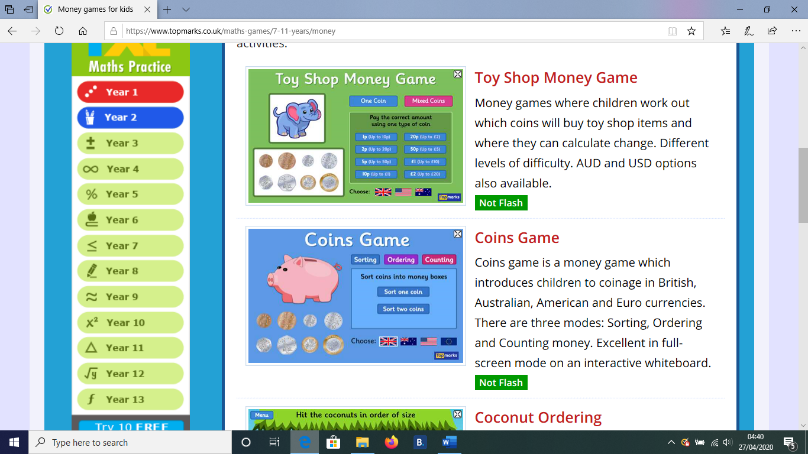 Money games for kids
https://www.topmarks.co.uk/maths-games/7-11-years/money
Maths Practice
Year 1
Year 2
Year 3
Year 4
Year 5
Year 6
Year 7
Year 8
Year 9
Year 10
Year 11
Year 12
Year 13
Try 10 FREE
activities.
Toy Shop Money Game
One Coin
Mixed Coins
Pay the correct amount
using one type of coin
1p (Up to 10p)
20p (Up to £2)
2p (Up to 20p)
50p (Up to £5)
5p (Up to 50p)
£1 (Up to £10)
10p (Up to £1)
£2 (Up to £20)
Choose:
Topmarks
Toy Shop Money Game
Money games where children work out
which coins will buy toy shop items and
where they can calculate change. Different
levels of difficulty. AUD and USD options
also available.
Not Flash
Coins Game
Sorting
Ordering
Counting
Sort coins into money boxes
Sort one coin
Sort two coins
Choose:
Topmarks
Coins Game
Coins game is a money game which
introduces children to coinage in British,
Australian, American and Euro currencies.
There are three modes: Sorting, Ordering
and Counting money. Excellent in full-
screen mode on an interactive whiteboard.
Not Flash
Menu
Hit the coconuts in order of size
Coconut Ordering
Type here to search
04:40
27/04/2020